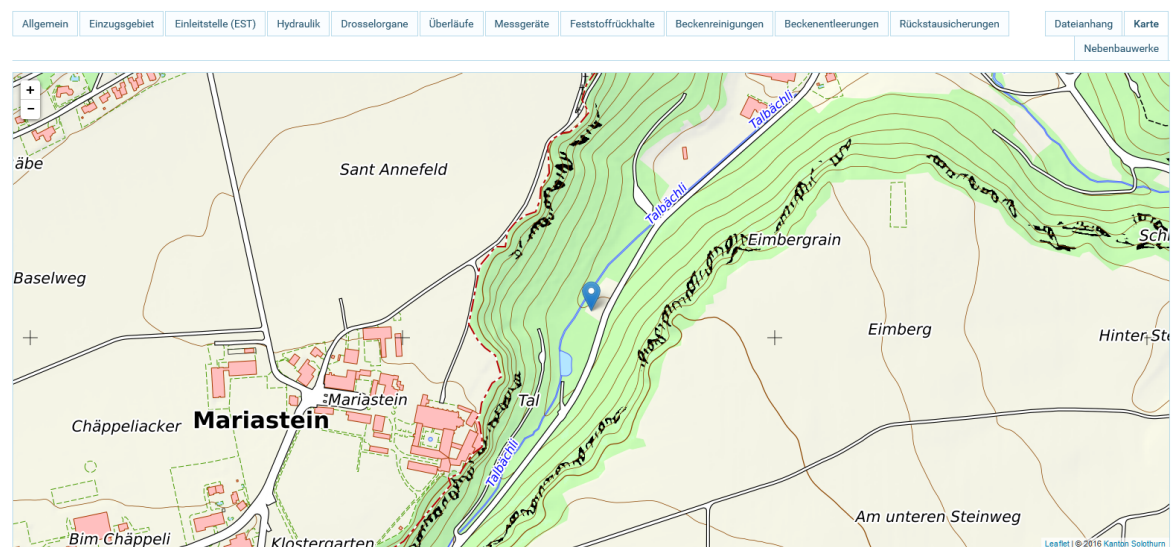 Allgemein Einzugsgebiet Einleitstelle (EST) Hydraulik Drosselorgane Überläufe Messgeräte Feststoffrückhalte Beckenreinigungen Beckenentleerungen Rückstausicherungen Dateianhang Karte
Nebenbauwerke
+
-
Talbächli
äbe
Sant Annefeld
Talbächli
Eimbergrain
Schl
Baselweg
Eimberg
Hinter-Ste
Mariastein
Tal
Chäppeliacker
Mariastein
Talbächli
Am unteren Steinweg
Bim Chäppeli
Klostergarten
Leaflet | © 2016 Kanton Solothurn